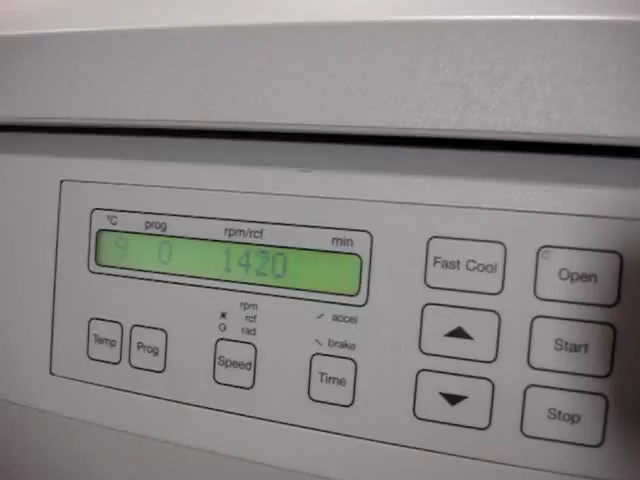 °C prog rpm/rcf min
9 0 1420
rpm
rcf
rad
accel
brake
Temp Prog Speed Time
Fast Cool Open
Start
Stop